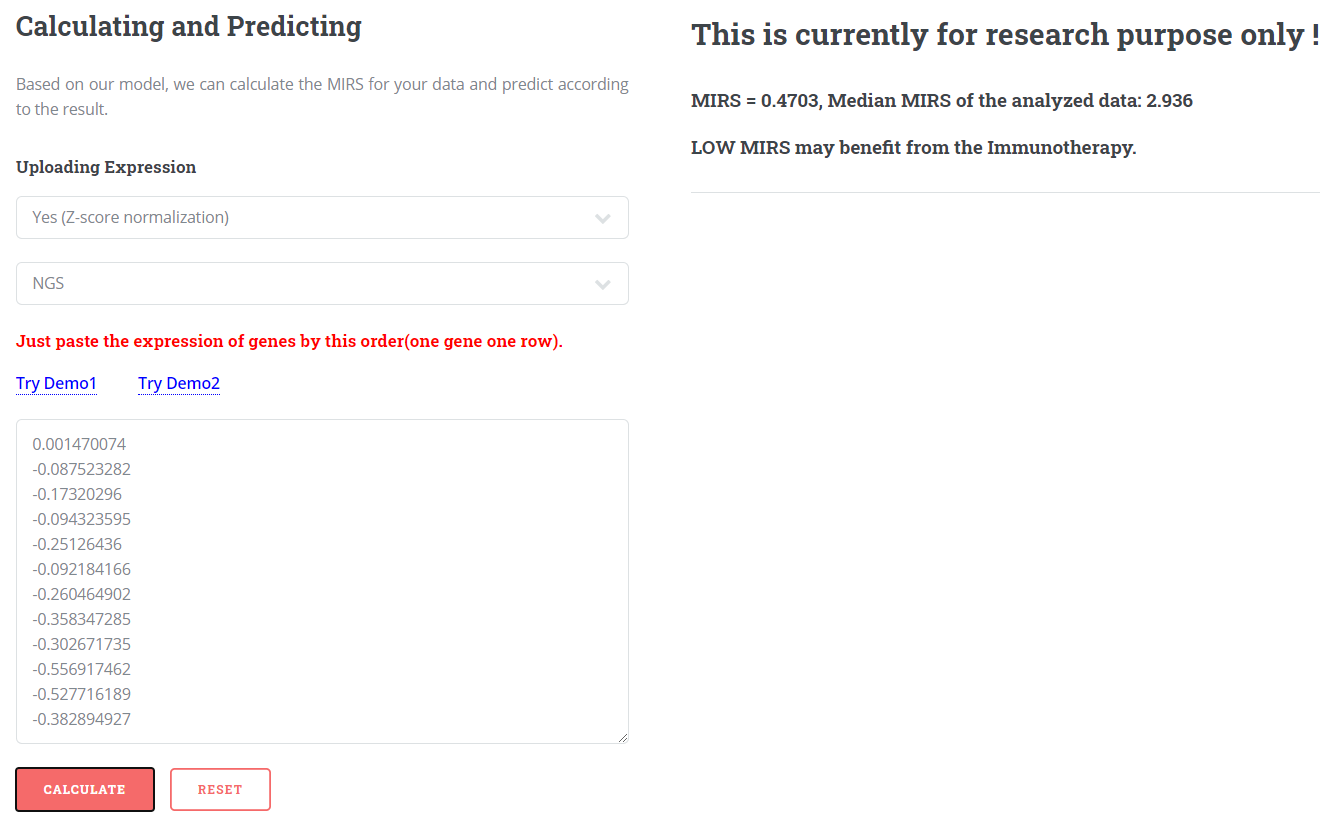 Calculating and Predicting
Based on our model, we can calculate the MIRS for your data and predict according
to the result.
Uploading Expression
Yes (Z-score normalization)
NGS
Just paste the expression of genes by this order(one gene one row).
Try Demo1 Try Demo2
0.001470074
-0.087523282
-0.17320296
-0.094323595
-0.25126436
-0.092184166
-0.260464902
-0.358347285
-0.302671735
-0.556917462
-0.527716189
-0.382894927
CALCULATE RESET
This is currently for research purpose only !
MIRS = 0.4703, Median MIRS of the analyzed data: 2.936
LOW MIRS may benefit from the Immunotherapy.